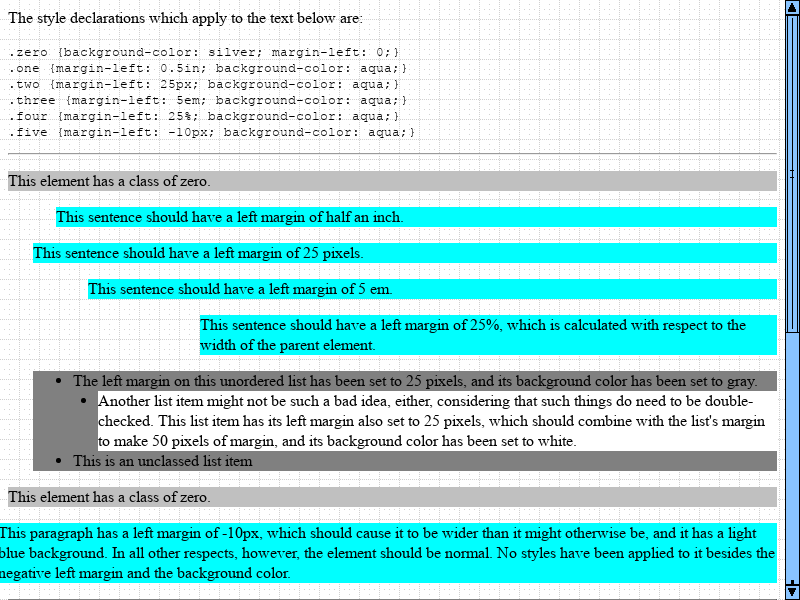 The style declarations which apply to the text below are:
.zero {background-color: silver; margin-left: 0;}
.one {margin-left: 0.5in; background-color: aqua;}
.two {margin-left: 25px; background-color: aqua;}
.three {margin-left: 5em; background-color: aqua;}
.four {margin-left: 25%; background-color: aqua;}
.five {margin-left: -10px; background-color: aqua;}
This element has a class of zero.
This sentence should have a left margin of half an inch.
This sentence should have a left margin of 25 pixels.
This sentence should have a left margin of 5 em.
This sentence should have a left margin of 25%, which is calculated with respect to the
width of the parent element.
The left margin on this unordered list has been set to 25 pixels, and its background color has been set to gray.
Another list item might not be such a bad idea, either, considering that such things do need to be double-
checked. This list item has its left margin also set to 25 pixels, which should combine with the list's margin
to make 50 pixels of margin, and its background color has been set to white.
This is an unclassed list item
This element has a class of zero.
This paragraph has a left margin of -10px, which should cause it to be wider than it might otherwise be, and it has a light
blue background. In all other respects, however, the element should be normal. No styles have been applied to it besides the
negative left margin and the background color.